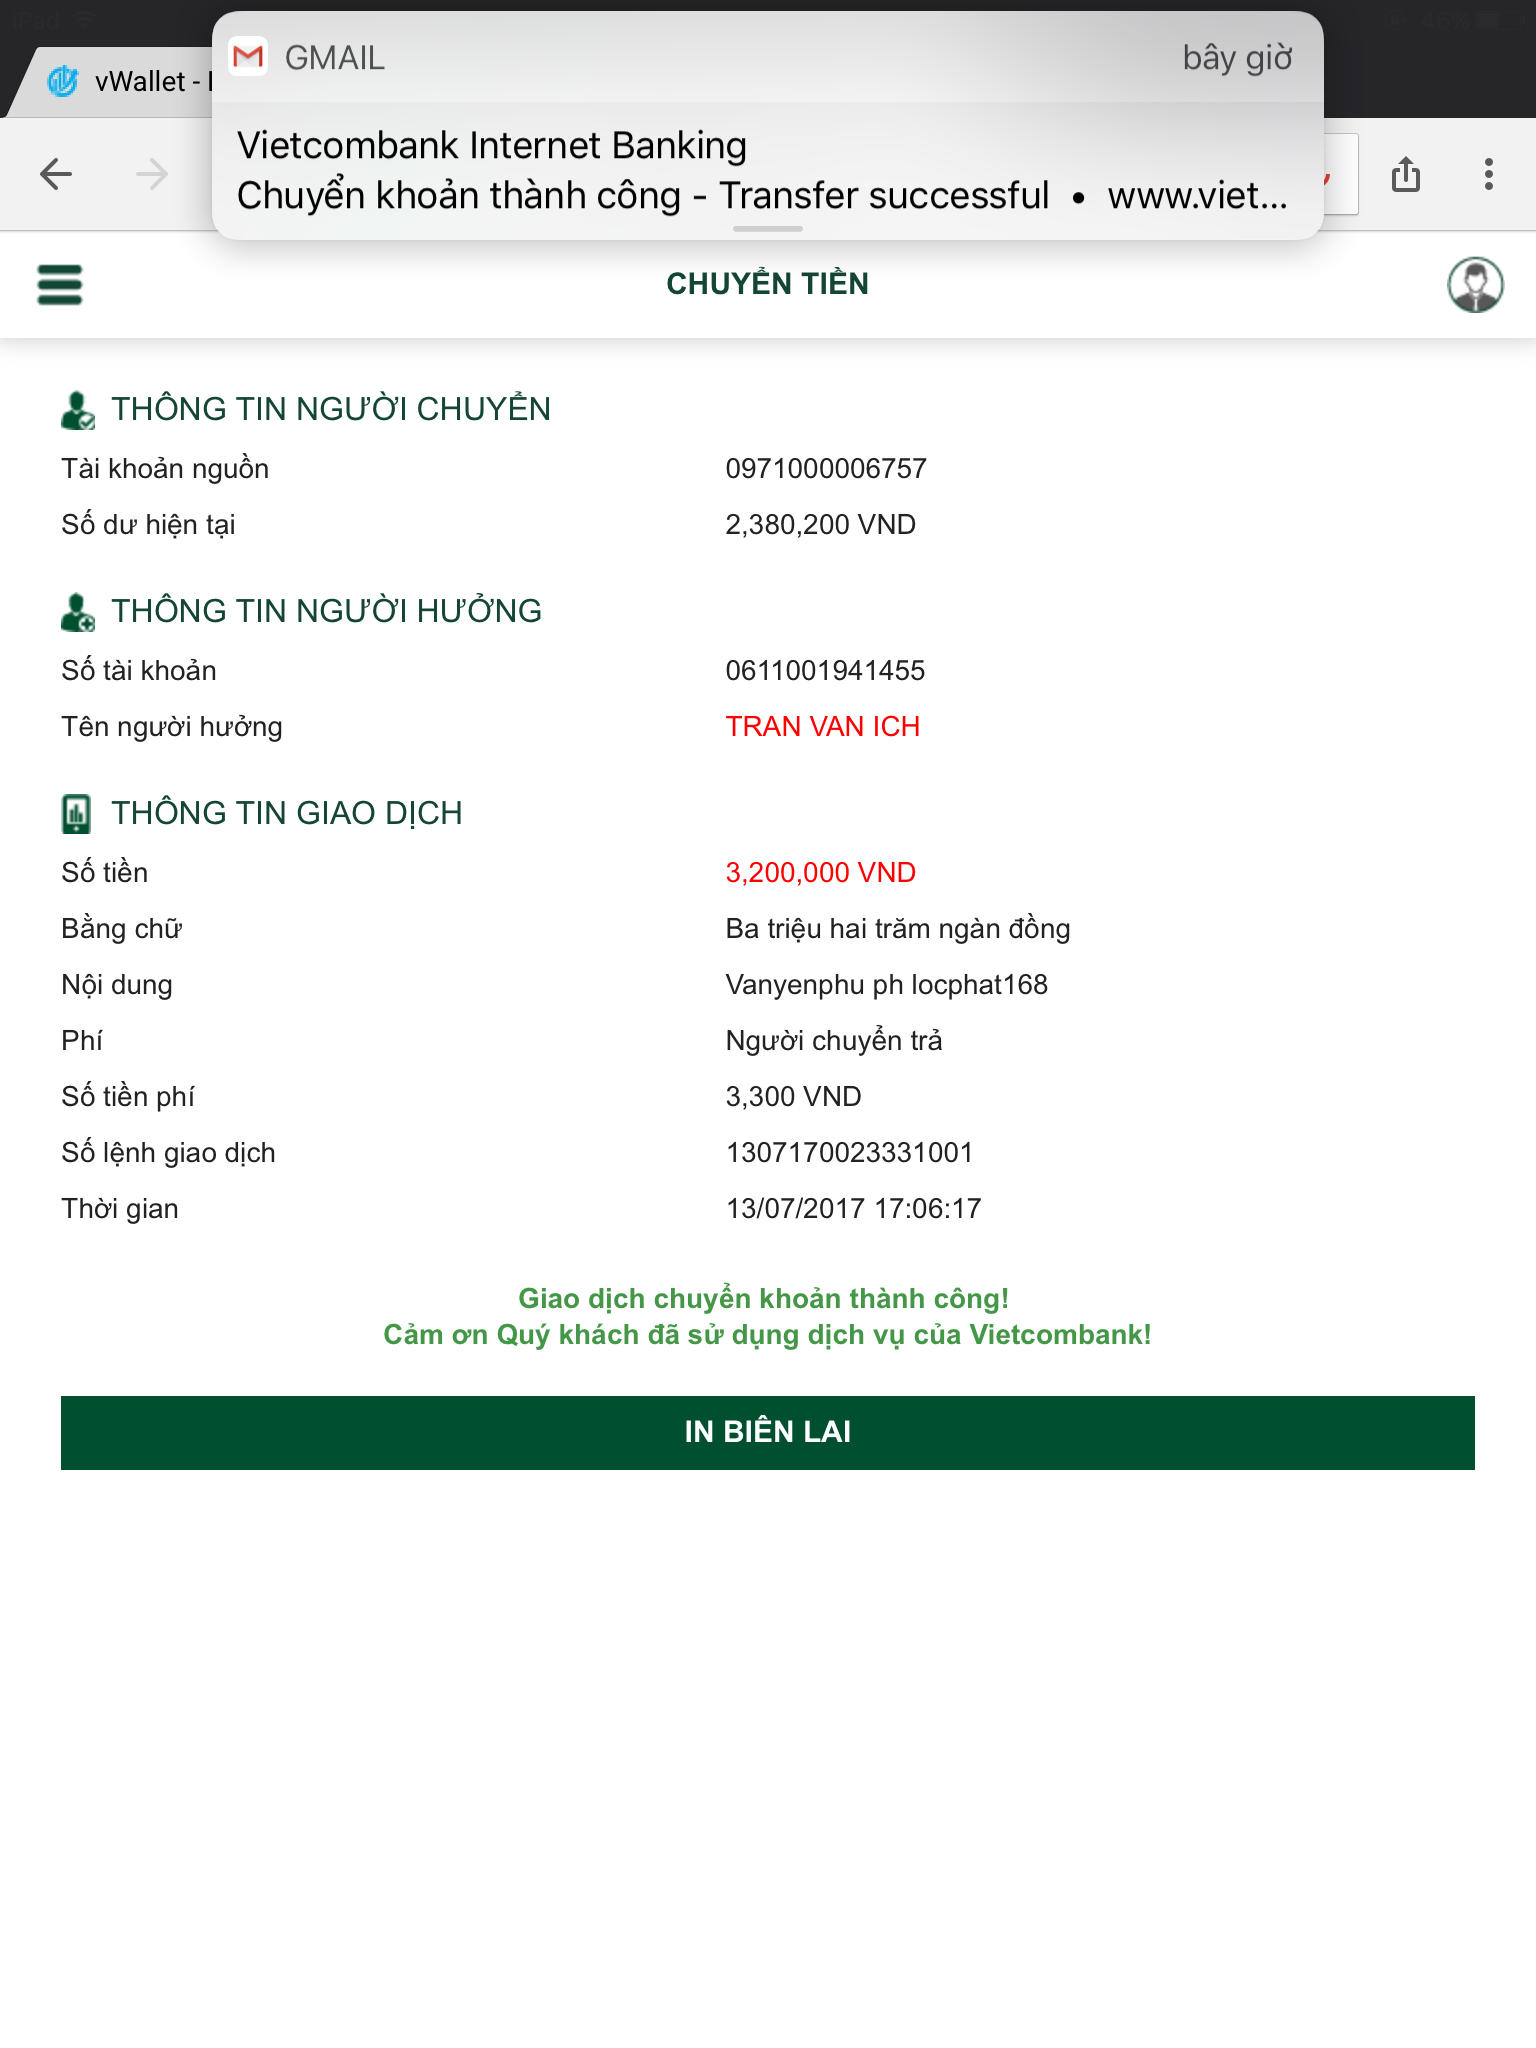 iPad
46%
vWallet -
GMAIL
bây giờ
Vietcombank Internet Banking
Chuyển khoản thành công - Transfer successful • www.viet...
CHUYỂN TIỀN
THÔNG TIN NGƯỜI CHUYỂN
Tài khoản nguồn 0971000006757
Số dư hiện tại 2,380,200 VND
THÔNG TIN NGƯỜI HƯỞNG
Số tài khoản 0611001941455
Tên người hưởng TRAN VAN ICH
THÔNG TIN GIAO DỊCH
Số tiền 3,200,000 VND
Bằng chữ Ba triệu hai trăm ngàn đồng
Nội dung Vanyenphu ph locphat168
Phí Người chuyển trả
Số tiền phí 3,300 VND
Số lệnh giao dịch 1307170023331001
Thời gian 13/07/2017 17:06:17
Giao dịch chuyển khoản thành công!
Cảm ơn Quý khách đã sử dụng dịch vụ của Vietcombank!
IN BIÊN LAI